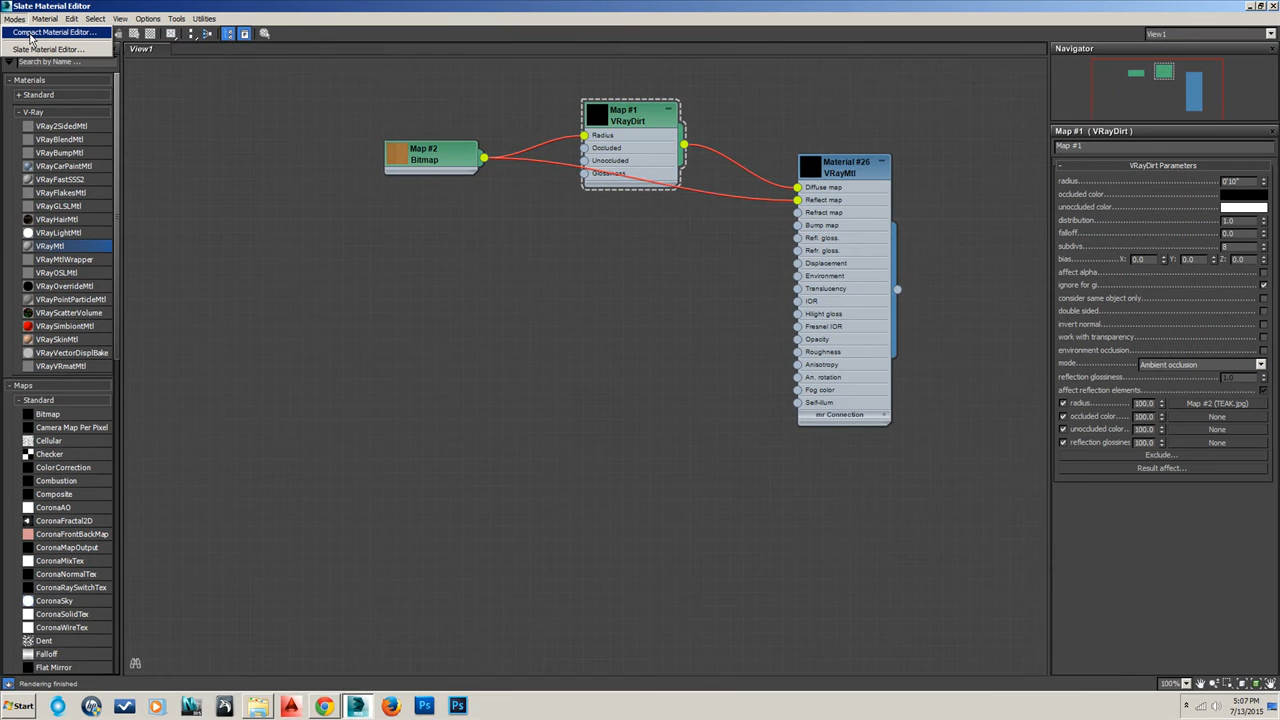 Slate Material Editor
Modes Material Edit Select View Options Tools Utilities
Compact Material Editor...
Slate Material Editor...
Search by Name ...
View1
View1
Navigator
- Materials
+ Standard
- V-Ray
VRay2SidedMtl
VRayBlendMtl
VRayBumpMtl
VRayCarPaintMtl
VRayFastSSS2
VRayFlakesMtl
VRayGLSLMtl
VRayHairMtl
VRayLightMtl
VRayMtl
VRayMtlWrapper
VRayOSLMtl
VRayOverrideMtl
VRayPointParticleMtl
VRayScatterVolume
VRaySimbiontMtl
VRaySkinMtl
VRayVectorDisplBake
VRayVRmatMtl
- Maps
- Standard
Bitmap
Camera Map Per Pixel
Cellular
Checker
ColorCorrection
Combustion
Composite
CoronaAO
CoronaFractal2D
CoronaFrontBackMap
CoronaMapOutput
CoronaMixTex
CoronaNormalTex
CoronaRaySwitchTex
CoronaSky
CoronaSolidTex
CoronaWireTex
Dent
Falloff
Flat Mirror
Map #2
Bitmap
Map #1
VRayDirt
Radius
Occluded
Unoccluded
Glossiness
Material #26
VRayMtl
Diffuse map
Reflect map
Refract map
Bump map
Refl. gloss.
Refr. gloss.
Displacement
Environment
Translucency
IOR
Hilight gloss
Fresnel IOR
Opacity
Roughness
Anisotropy
An. rotation
Fog color
Self-illum
mr Connection
Map #1 ( VRayDirt )
Map #1
VRayDirt Parameters
radius 0'10"
occluded color
unoccluded color
distribution 1.0
falloff 0.0
subdivs 8
bias X: 0.0 Y: 0.0 Z: 0.0
affect alpha
ignore for gi
consider same object only
double sided
invert normal
work with transparency
environment occlusion
mode Ambient occlusion
reflection glossiness 1.0
affect reflection elements
radius 100.0 Map #2 (TEAK.jpg)
occluded color 100.0 None
unoccluded color 100.0 None
reflection glossines 100.0 None
Exclude...
Result affect...
Rendering finished
100%
Start
5:07 PM
7/13/2015